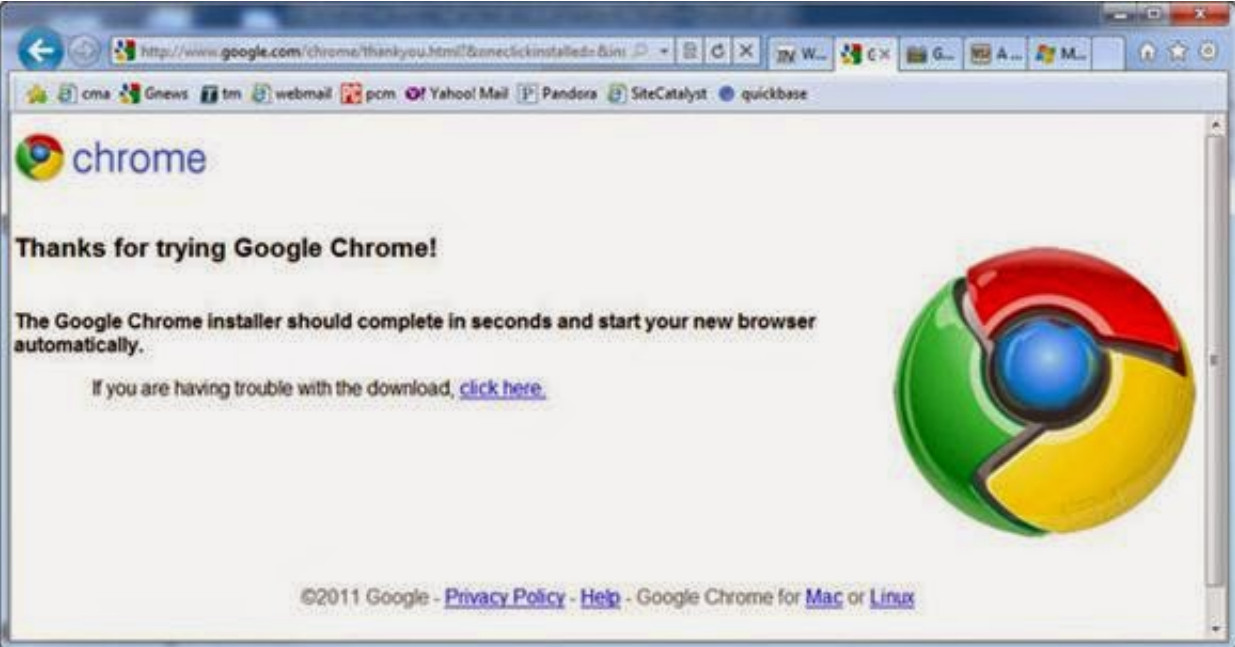 http://www.google.com/chrome/thankyou.html?&oneclickinstalled=&in
W...
G...
A...
M...
cma Gnews tm webmail pcm Yahoo! Mail Pandora SiteCatalyst quickbase
chrome
Thanks for trying Google Chrome!
The Google Chrome installer should complete in seconds and start your new browser
automatically.
If you are having trouble with the download, click here.
©2011 Google - Privacy Policy - Help - Google Chrome for Mac or Linux